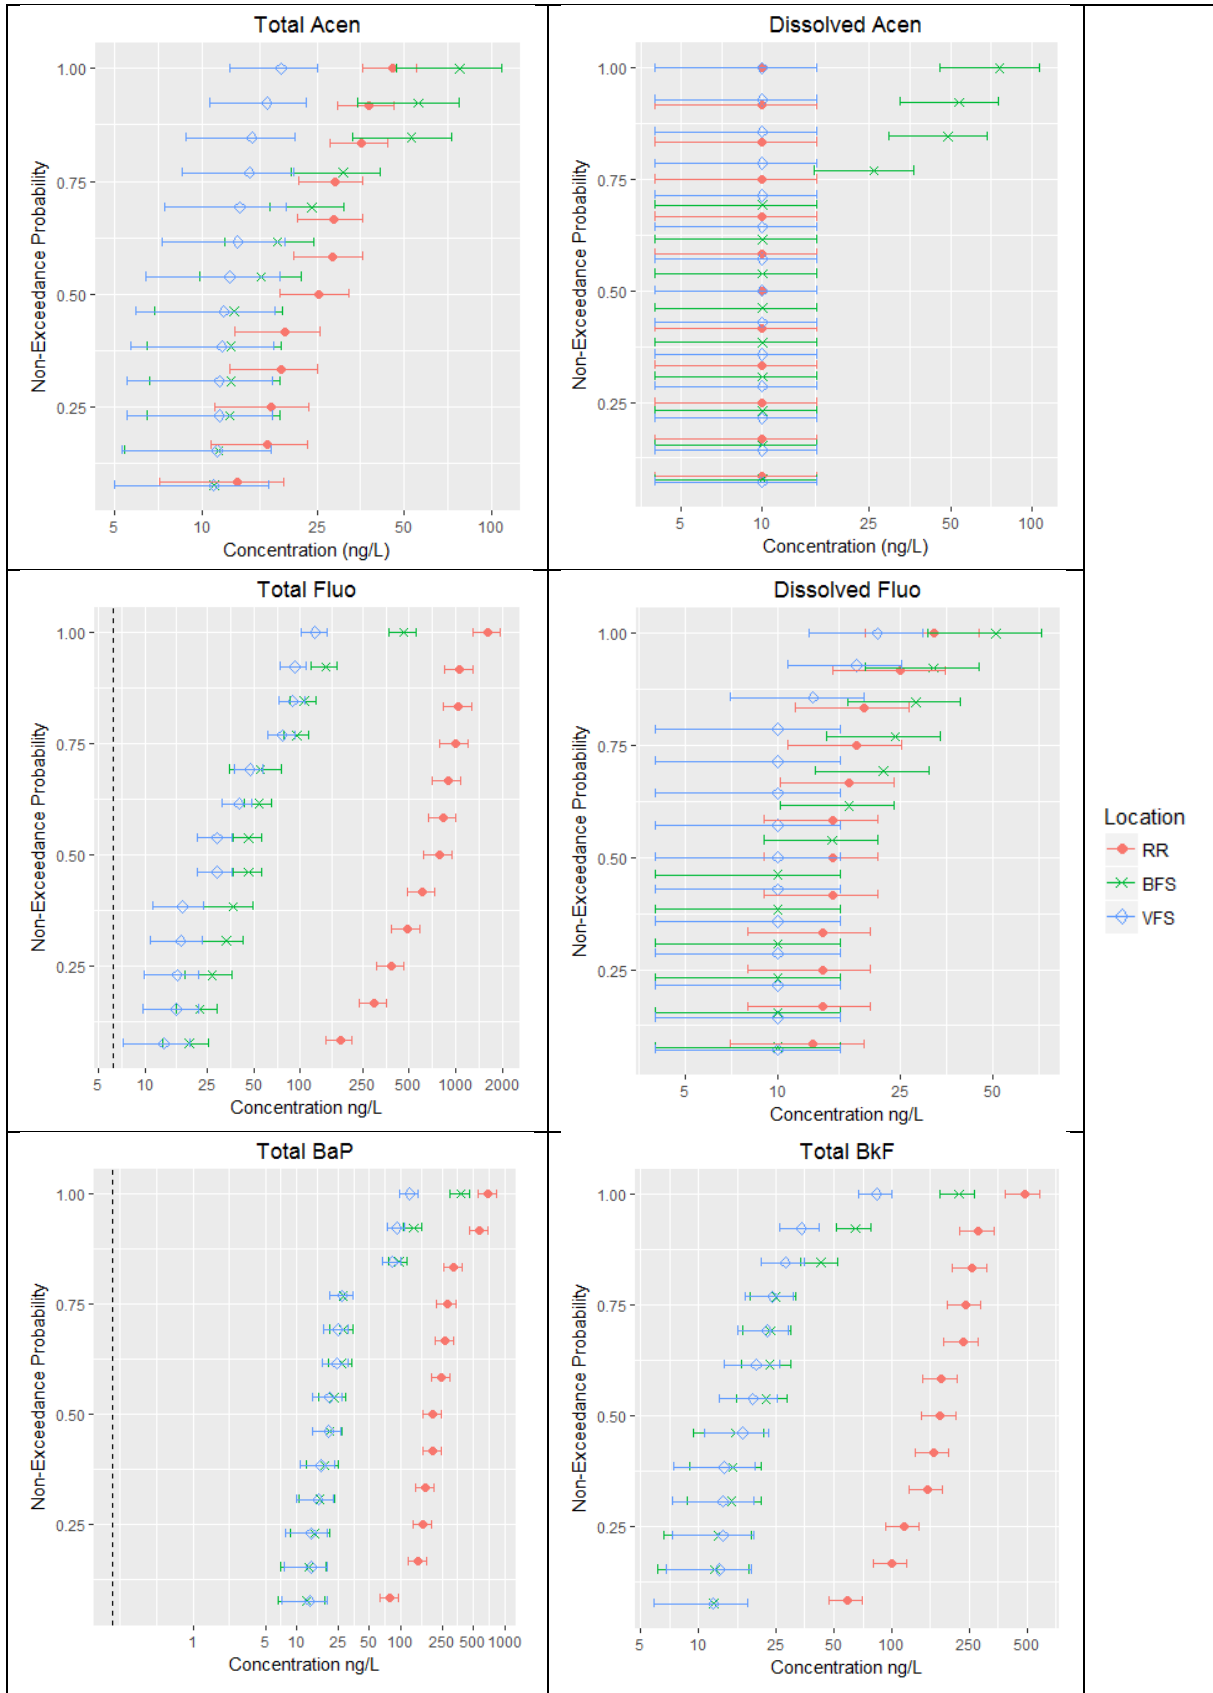 Total Acen
Non-Exceedance Probability
1.00
0.75
0.50
0.25
5 10 25 50 100
Concentration (ng/L)
Dissolved Acen
Non-Exceedance Probability
1.00
0.75
0.50
0.25
5 10 25 50 100
Concentration (ng/L)
Total Fluo
Non-Exceedance Probability
1.00
0.75
0.50
0.25
5 10 25 50 100 250 500 1000 2000
Concentration ng/L
Dissolved Fluo
Non-Exceedance Probability
1.00
0.75
0.50
0.25
5 10 25 50
Concentration ng/L
Location
RR
BFS
VFS
Total BaP
Non-Exceedance Probability
1.00
0.75
0.50
0.25
1 5 10 25 50 100 250 500 1000
Concentration ng/L
Total BkF
Non-Exceedance Probability
1.00
0.75
0.50
0.25
5 10 25 50 100 250 500
Concentration ng/L